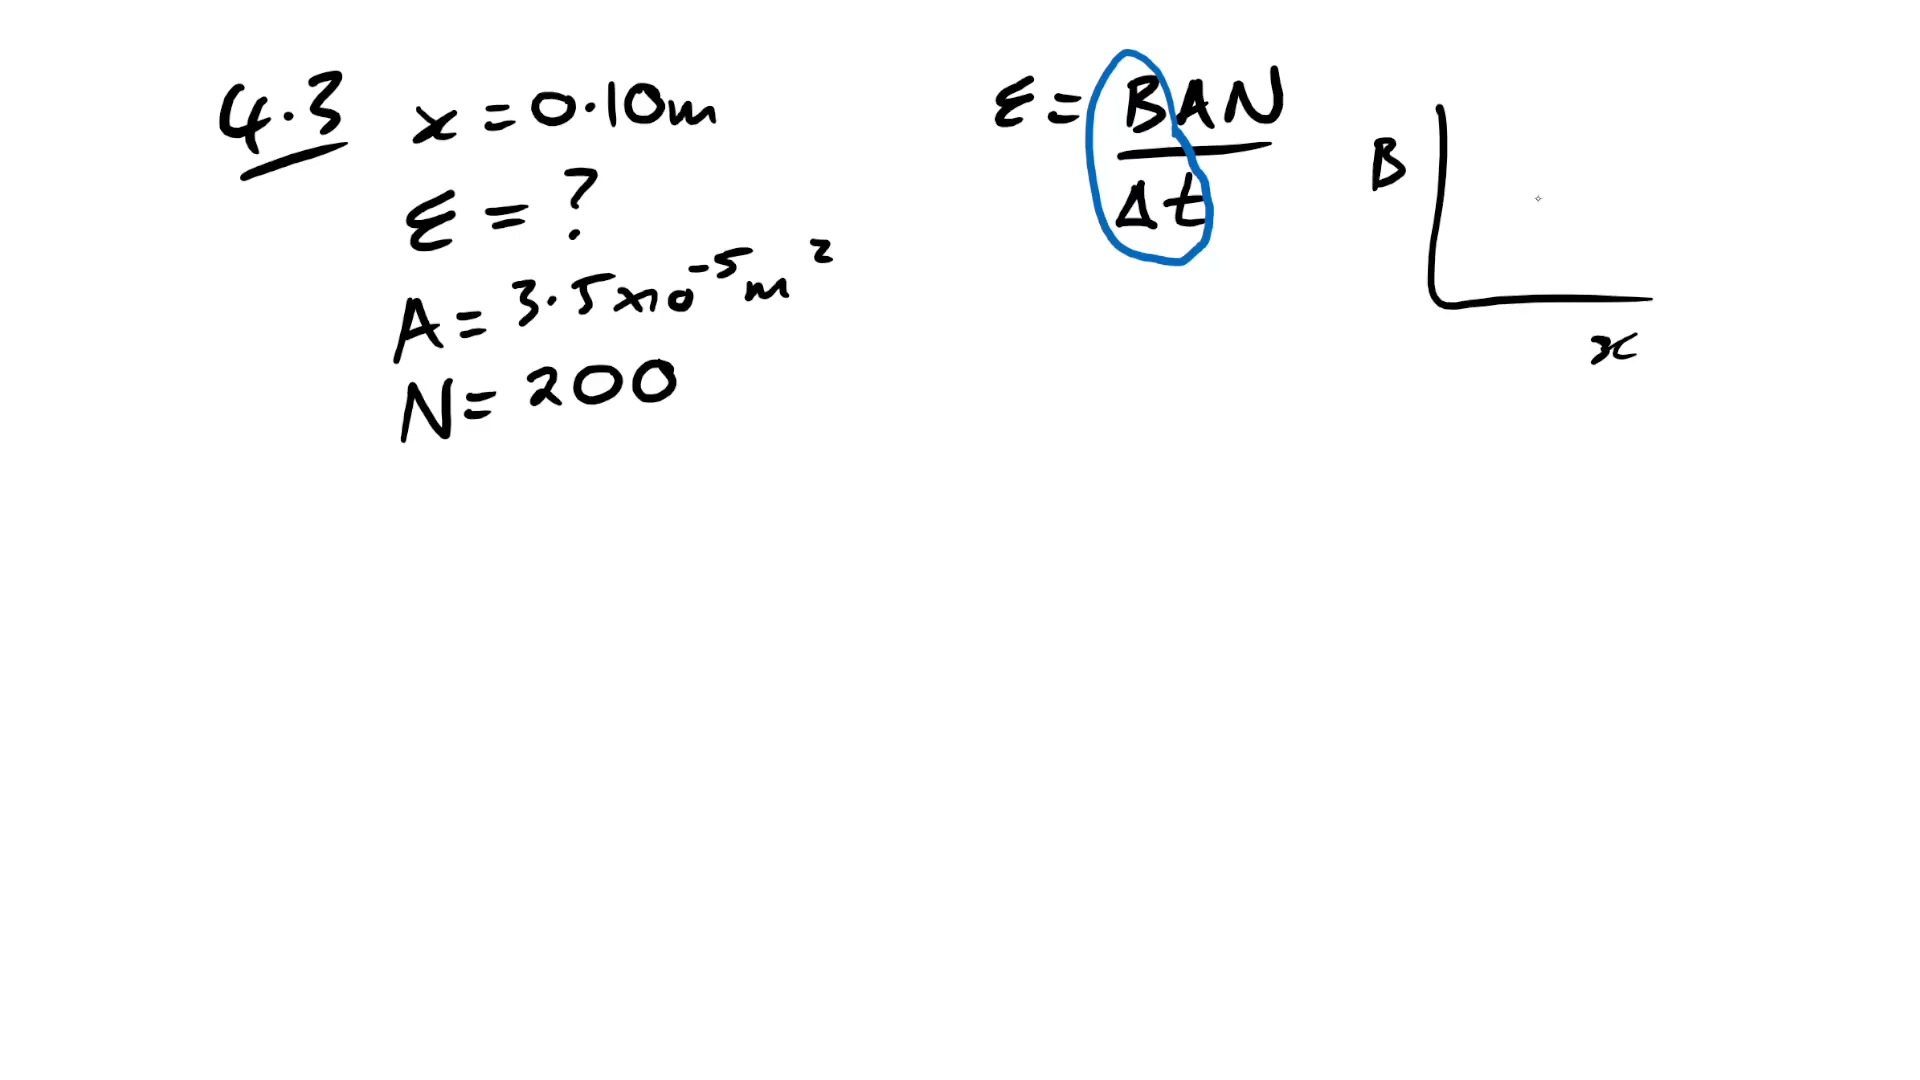 4.3 x = 0.10m
ε = ?
A = 3.5x10⁻⁵m²
N = 200
ε = BAN
Δt
B
x